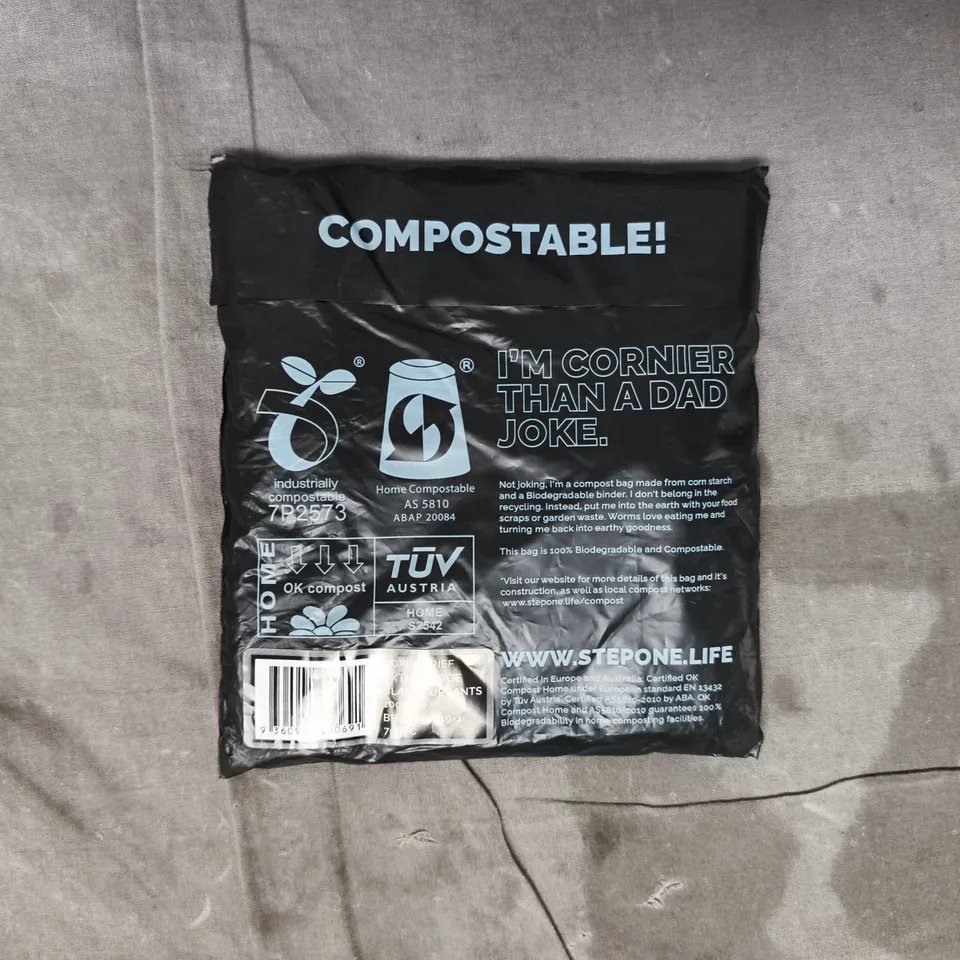 COMPOSTABLE!
I'M CORNIER
THAN A DAD
JOKE.
®
®
industrially
compostable
7P2573
Home Compostable
AS 5810
ABAP 20084
Not joking, I'm a compost bag made from corn starch
and a Biodegradable binder. I don't belong in the
recycling. Instead, put me into the earth with your food
scraps or garden waste. Worms love eating me and
turning me back into earthy goodness.
This bag is 100% Biodegradable and Compostable.
*Visit our website for more details of this bag and it's
construction, as well as local compost networks:
www.stepone.life/compost
HOME
OK compost
TÜV
AUSTRIA
HOME
S2542
WWW.STEPONE.LIFE
Certified in Europe and Australia: Certified OK
Compost Home under European standard EN 13432
by Tüv Austria. Certified AS5810-2010 by ABA. OK
Compost Home and AS5810-2010 guarantees 100%
Biodegradability in home composting facilities.